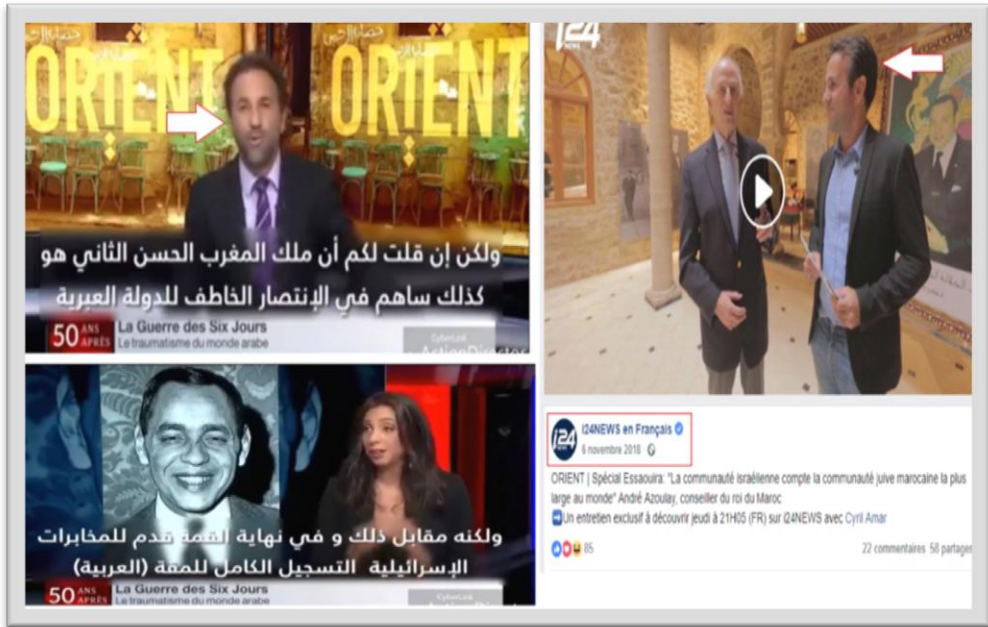 ORIENT
ORIENT
ولكن إن قلت لكم أن ملك المغرب الحسن الثاني هو
كذلك ساهم في الإنتصار الخاطف للدولة العبرية
50 ANS APRÈS
La Guerre des Six Jours
Le traumatisme du monde arabe
CyberLink
ActionDirector
ولكنه مقابل ذلك و في نهاية القمة قدم للمخابرات
الإسرائيلية التسجيل الكامل للمقة (العربية)
50 ANS APRÈS
La Guerre des Six Jours
Le traumatisme du monde arabe
CyberLink
i24
NEWS
i24
I24NEWS en Français
6 novembre 2018
ORIENT | Spécial Essaouira: "La communauté israélienne compte la communauté juive marocaine la plus
large au monde" André Azoulay, conseiller du roi du Maroc
Un entretien exclusif à découvrir jeudi à 21H05 (FR) sur i24NEWS avec Cyril Amar
85
22 commentaires 58 partages